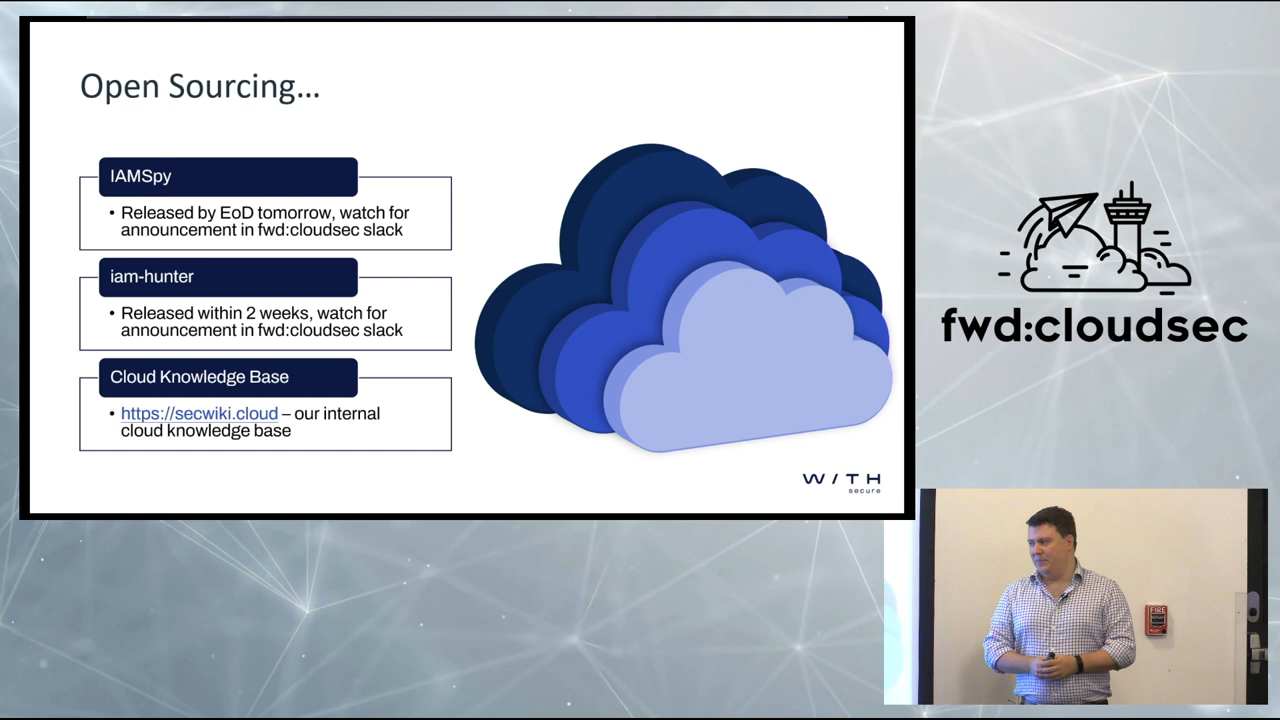 Open Sourcing...
IAMSpy
• Released by EoD tomorrow, watch for
announcement in fwd:cloudsec slack
iam-hunter
• Released within 2 weeks, watch for
announcement in fwd:cloudsec slack
Cloud Knowledge Base
• https://secwiki.cloud – our internal
cloud knowledge base
W/TH
secure
fwd:cloudsec
FIRE